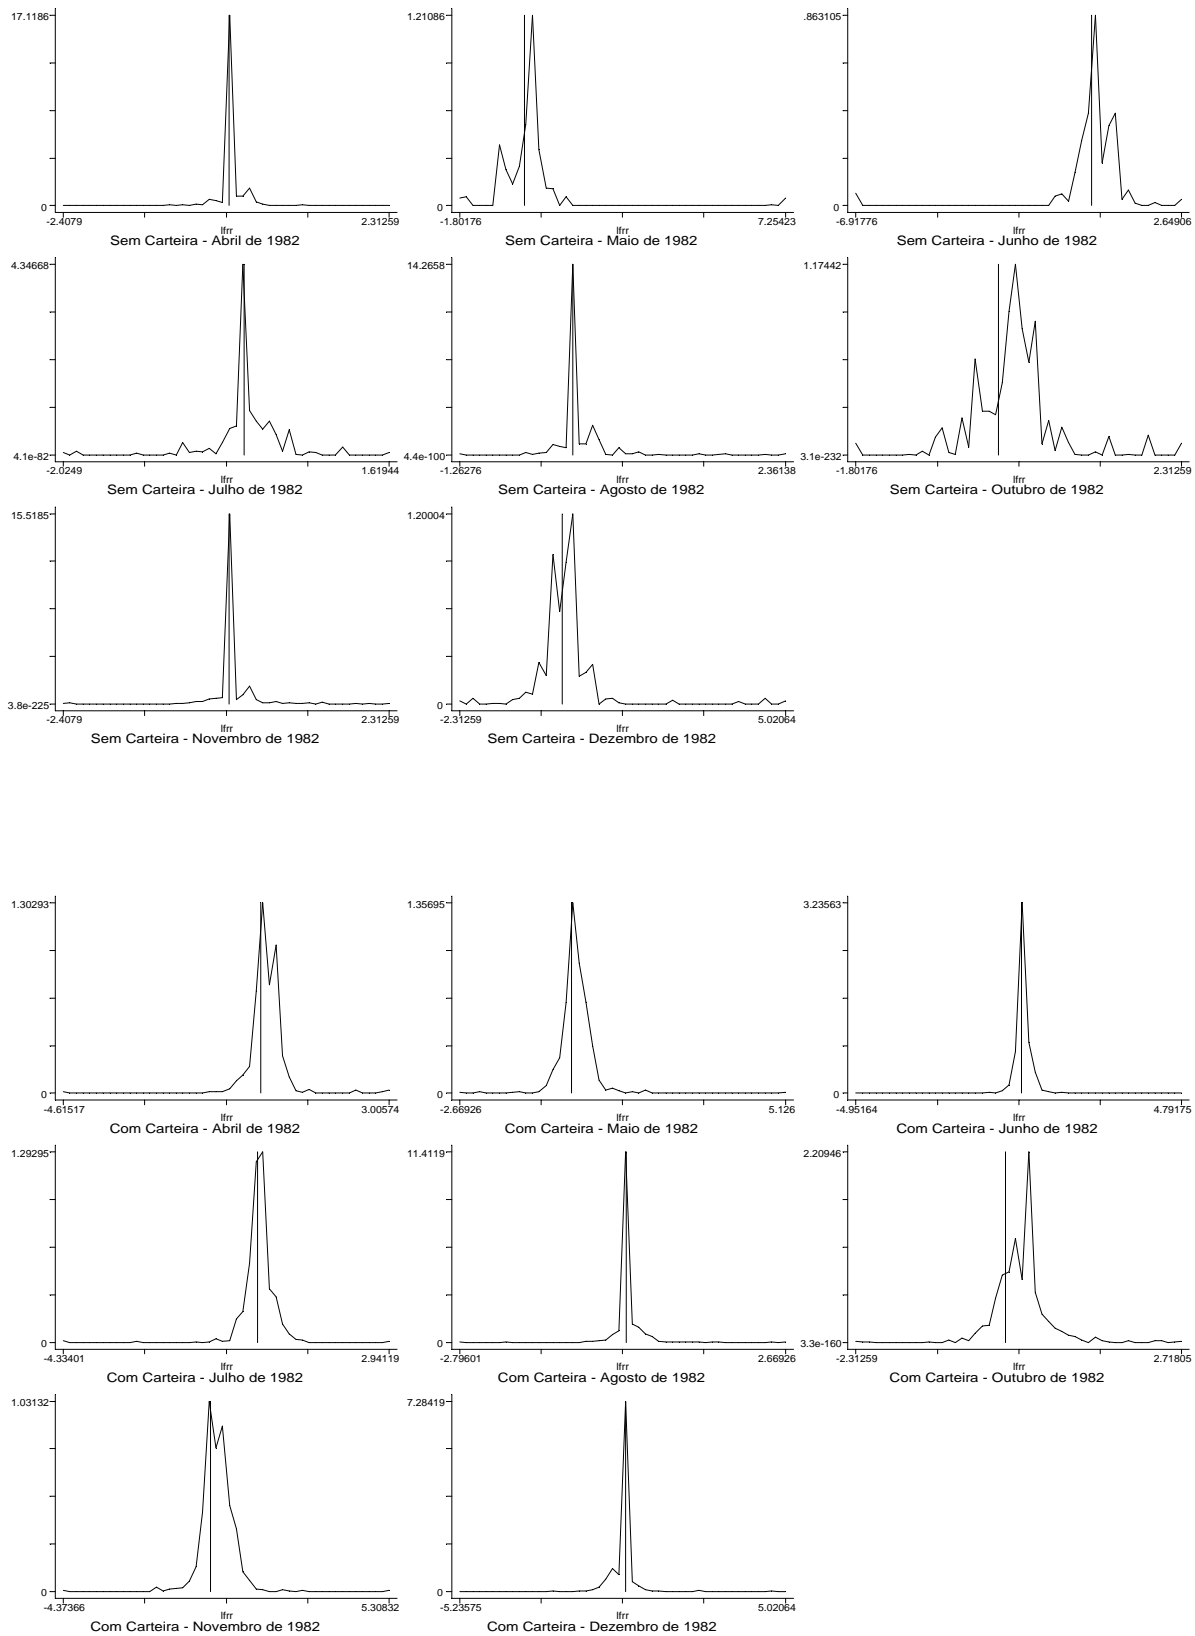 17.1186
0
-2.4079
2.31259
lfrr
Sem Carteira - Abril de 1982
1.21086
0
-1.80176
7.25423
lfrr
Sem Carteira - Maio de 1982
.863105
0
-6.91776
2.64906
lfrr
Sem Carteira - Junho de 1982
4.34668
4.1e-82
-2.0249
1.61944
lfrr
Sem Carteira - Julho de 1982
14.2658
4.4e-100
-1.26276
2.36138
lfrr
Sem Carteira - Agosto de 1982
1.17442
3.1e-232
-1.80176
2.31259
lfrr
Sem Carteira - Outubro de 1982
15.5185
3.8e-225
-2.4079
2.31259
lfrr
Sem Carteira - Novembro de 1982
1.20004
0
-2.31259
5.02064
lfrr
Sem Carteira - Dezembro de 1982
1.30293
0
-4.61517
3.00574
lfrr
Com Carteira - Abril de 1982
1.35695
0
-2.66926
5.126
lfrr
Com Carteira - Maio de 1982
3.23563
0
-4.95164
4.79175
lfrr
Com Carteira - Junho de 1982
1.29295
0
-4.33401
2.94119
lfrr
Com Carteira - Julho de 1982
11.4119
0
-2.79601
2.66926
lfrr
Com Carteira - Agosto de 1982
2.20946
3.3e-160
-2.31259
2.71805
lfrr
Com Carteira - Outubro de 1982
1.03132
0
-4.37366
5.30832
lfrr
Com Carteira - Novembro de 1982
7.28419
0
-5.23575
5.02064
lfrr
Com Carteira - Dezembro de 1982